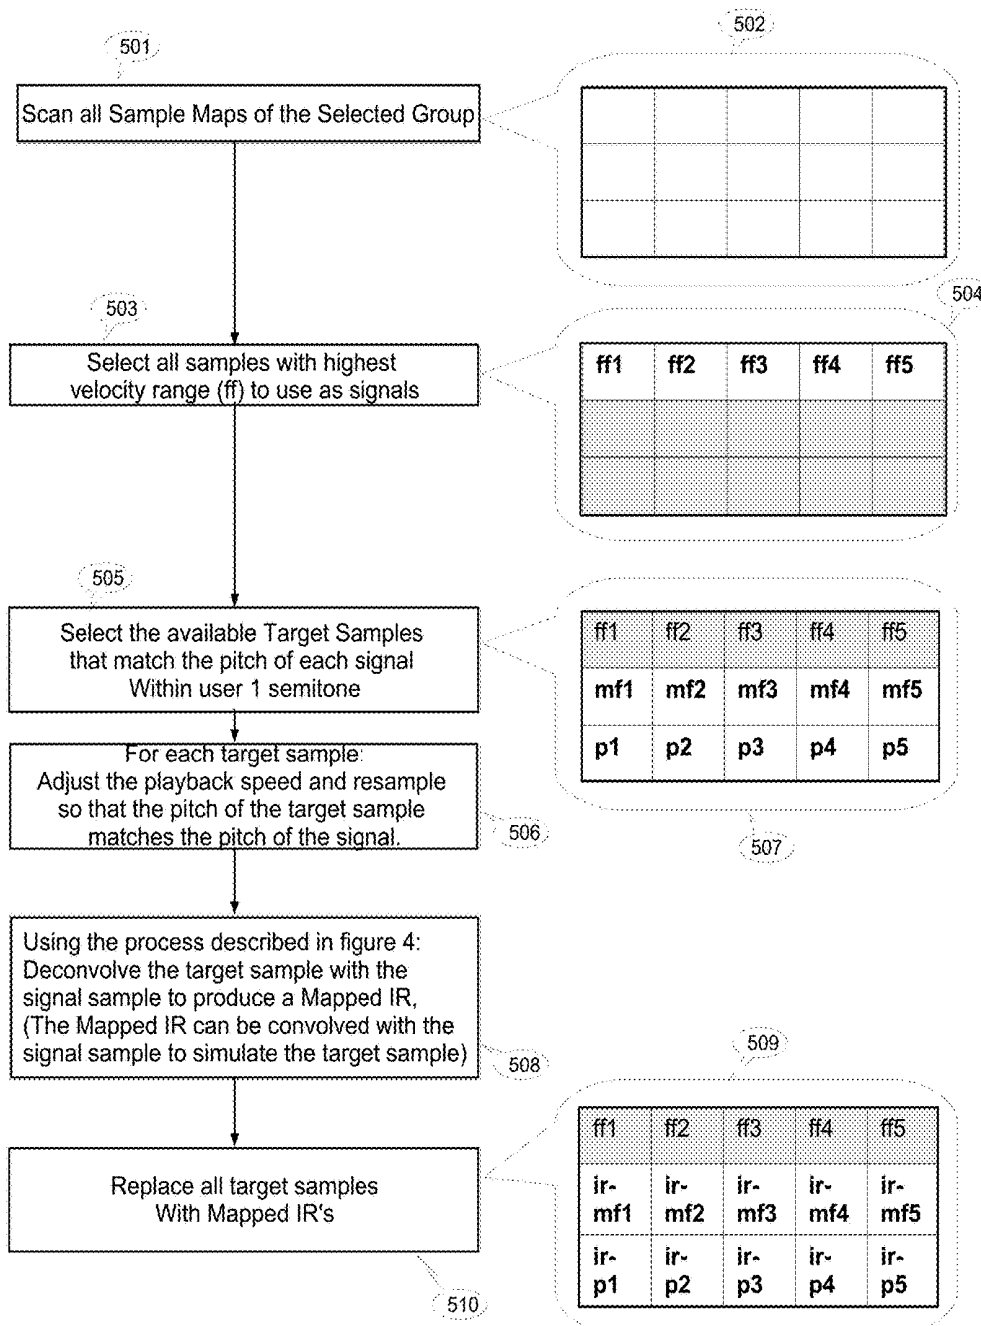 501
502
Scan all Sample Maps of the Selected Group
503
504
Select all samples with highest
velocity range (ff) to use as signals
ff1 ff2 ff3 ff4 ff5
505
Select the available Target Samples
that match the pitch of each signal
Within user 1 semitone
ff1 ff2 ff3 ff4 ff5
mf1 mf2 mf3 mf4 mf5
p1 p2 p3 p4 p5
For each target sample:
Adjust the playback speed and resample
so that the pitch of the target sample
matches the pitch of the signal.
506
507
Using the process described in figure 4:
Deconvolve the target sample with the
signal sample to produce a Mapped IR,
(The Mapped IR can be convolved with the
signal sample to simulate the target sample)
508
509
Replace all target samples
With Mapped IR's
510
ff1 ff2 ff3 ff4 ff5
ir- ir- ir- ir- ir-
mf1 mf2 mf3 mf4 mf5
ir- ir- ir- ir- ir-
p1 p2 p3 p4 p5